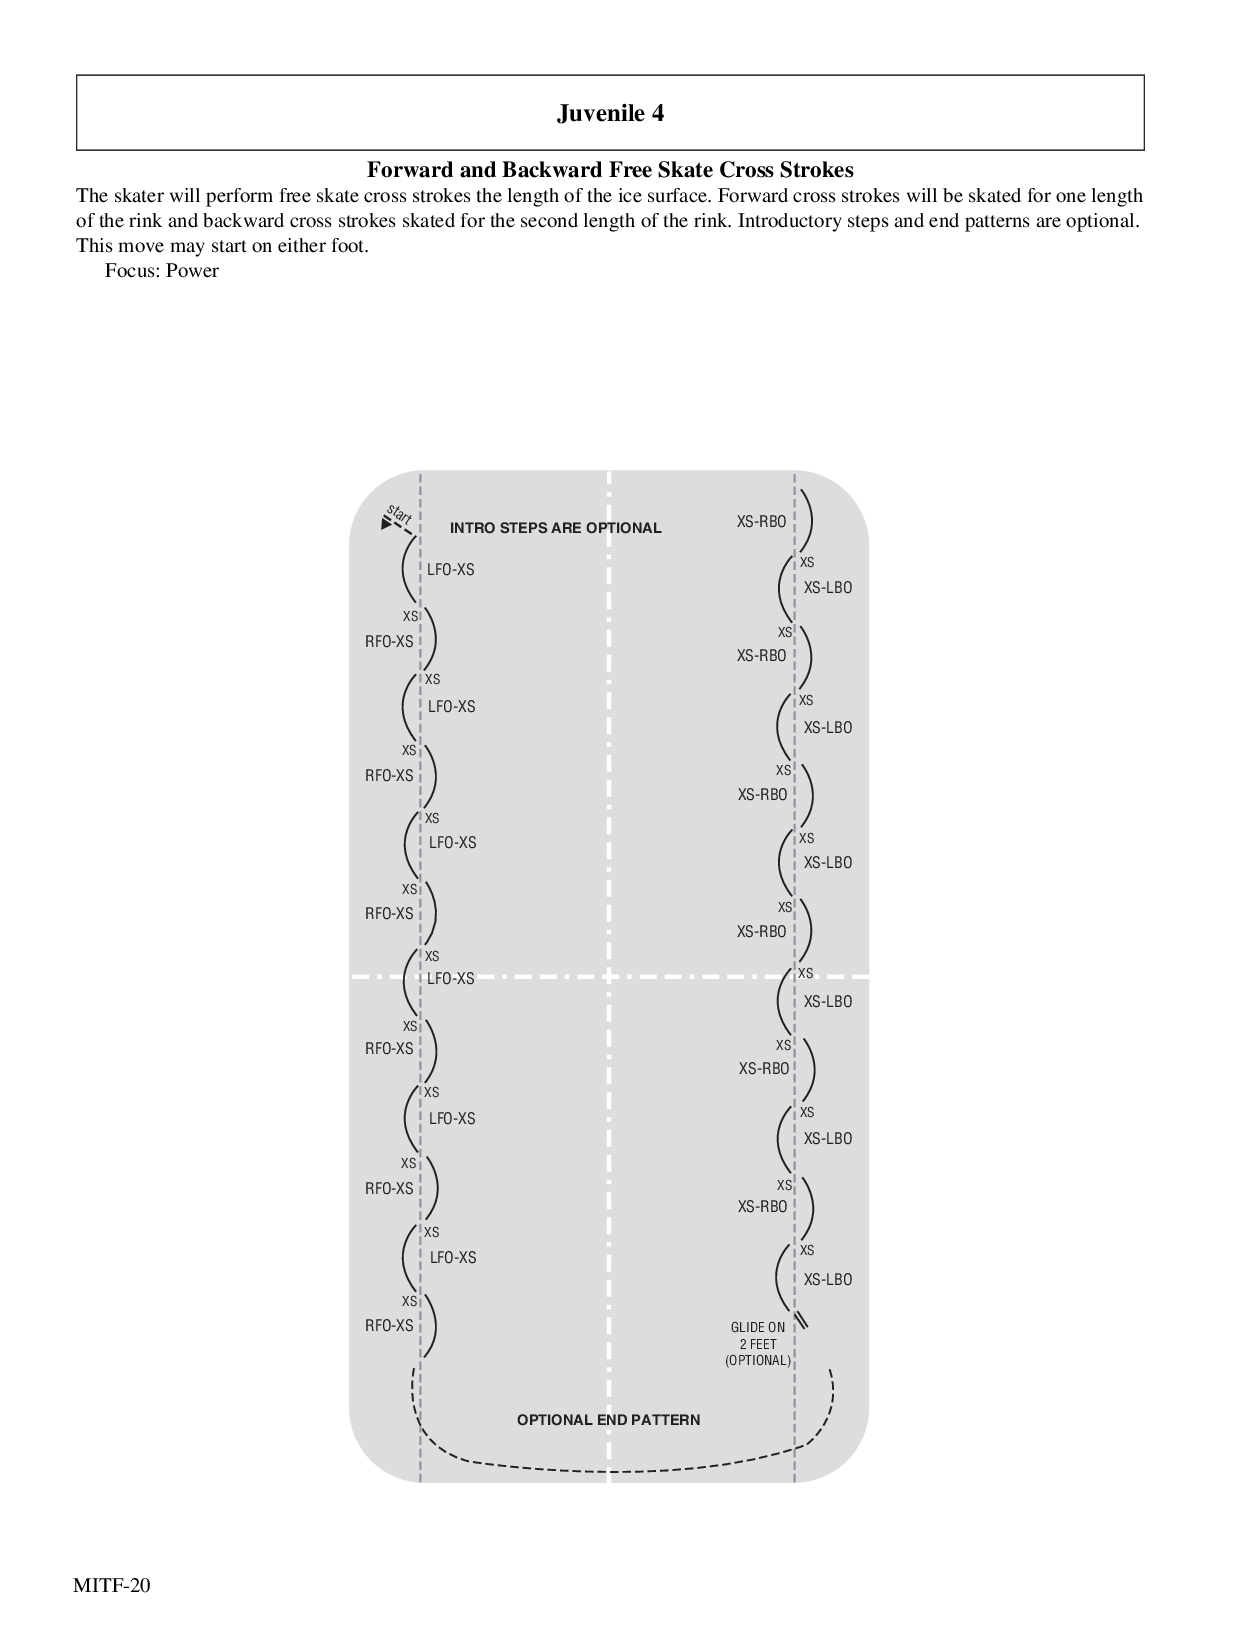 Juvenile 4
Forward and Backward Free Skate Cross Strokes
The skater will perform free skate cross strokes the length of the ice surface. Forward cross strokes will be skated for one length
of the rink and backward cross strokes skated for the second length of the rink. Introductory steps and end patterns are optional.
This move may start on either foot.
Focus: Power
start
INTRO STEPS ARE OPTIONAL
LFO-XS
XS
RFO-XS
XS
LFO-XS
XS
RFO-XS
XS
LFO-XS
XS
RFO-XS
XS
LFO-XS
XS
RFO-XS
XS
LFO-XS
XS
RFO-XS
XS
LFO-XS
XS
RFO-XS
XS-RBO
XS
XS-LBO
XS
XS-RBO
XS
XS-LBO
XS
XS-RBO
XS
XS-LBO
XS
XS-RBO
XS
XS-LBO
XS
XS-RBO
XS
XS-LBO
XS
XS-RBO
XS
XS-LBO
GLIDE ON
2 FEET
(OPTIONAL)
OPTIONAL END PATTERN
MITF-20